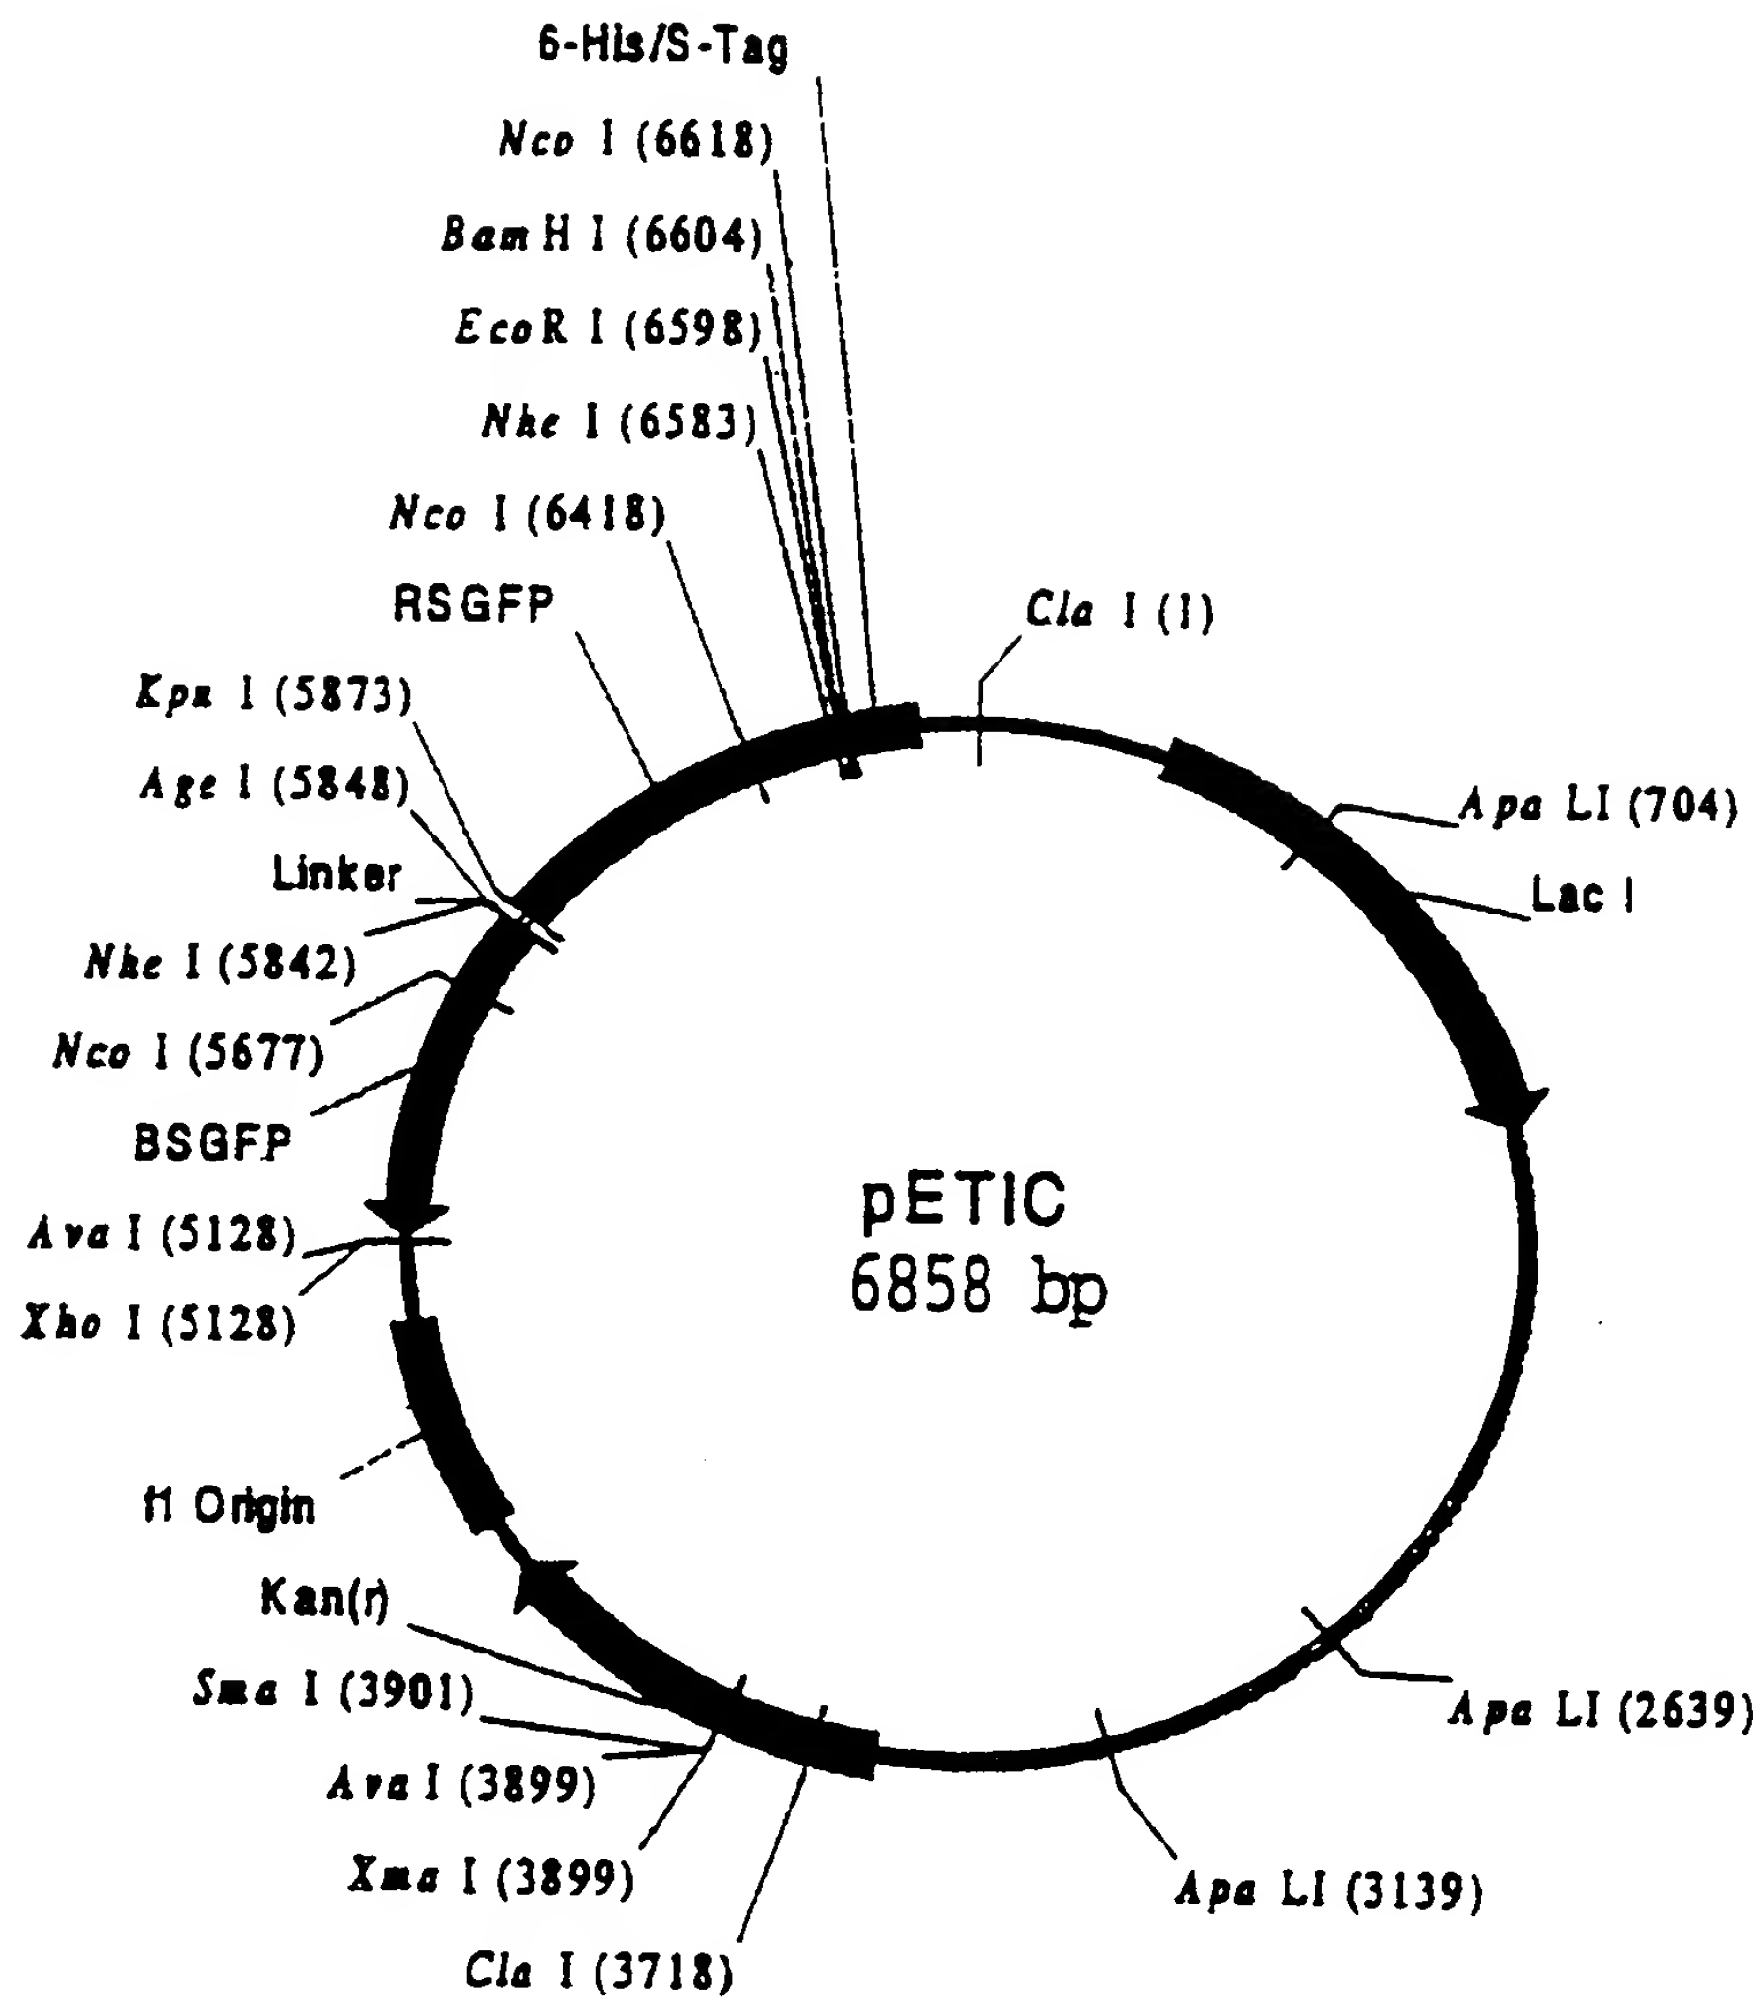 6-His/S-Tag
Nco I (6618)
BamH I (6604)
EcoR I (6598)
Nhe I (6583)
Nco I (6418)
RSGFP
Kpn I (5873)
Age I (5848)
Linker
Nhe I (5842)
Nco I (5677)
BSGFP
Ava I (5128)
Xho I (5128)
f1 Origin
Kan(r)
Sma I (3901)
Ava I (3899)
Xma I (3899)
Cla I (3718)
Cla I (1)
Apa LI (704)
Lac I
pETIC
6858 bp
Apa LI (2639)
Apa LI (3139)